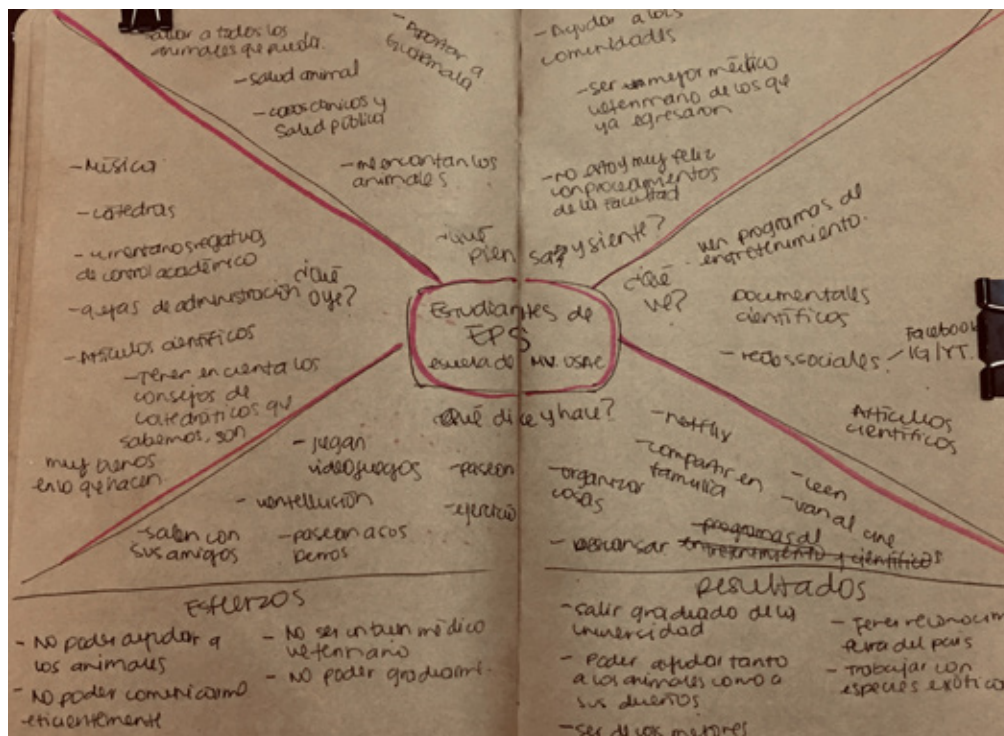 a todos los
animales que pueda.
- salud animal
- casos clínicos y
salud pública
- me encantan los
animales
Aportar a
Guatemala
- Ayudar a las
comunidades
- ser mejor médico
veterinario de los que
ya egresaron
- no estoy muy feliz
con procedimientos
de la Facultad
¿Qué
piensa y siente?
- Música
- cátedras
- comentarios negativos
de control académico
- quejas de administración
- Artículos científicos
- Tener en cuenta los
consejos de
catedráticos que
sabemos, son
muy buenos
en lo que hacen
¿Qué
oye?
Estudiantes de
EPS
escuela de MV. USAC
¿Qué
ve?
ven programas de
entretenimiento.
Documentales
científicos
- redes sociales
Facebook
IG/YT.
Artículos
científicos
¿Qué dice y hace?
- juegan
videojuegos
- salen con
sus amigos
- pasean a sus
perros
- pasean
- ejercicio
- organizar
cosas
- Netflix
- compartir en
familia
- leen
- van al cine
- Descansar
- programas de
entretenimiento y científicos
Esfuerzos
- No poder ayudar a
los animales
- No poder comunicarme
eficientemente
- No ser un buen médico
veterinario
- No poder graduarme.
Resultados
- salir graduado de la
universidad
- Poder ayudar tanto
a los animales como a
sus dueños
- ser de los mejores
- Tener
fuera del país
- Trabajar con
especies